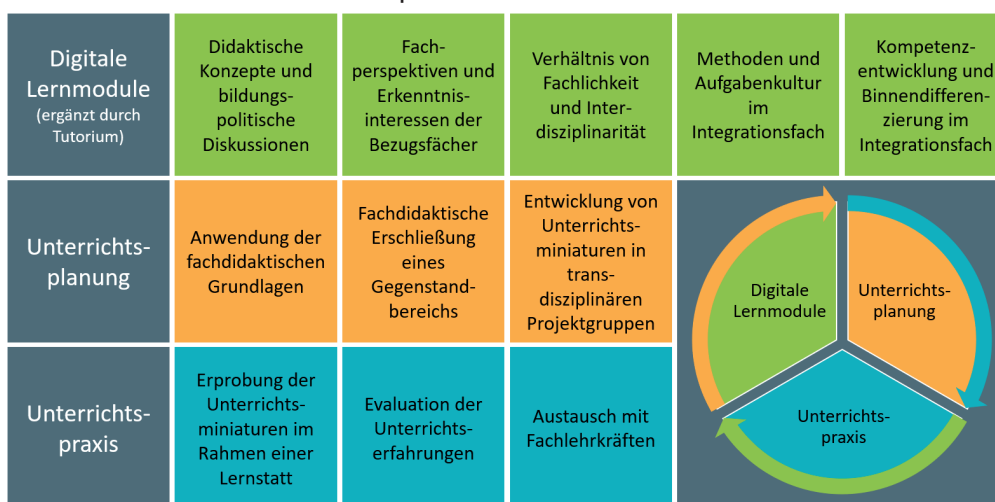 Digitale
Lernmodule
(ergänzt durch
Tutorium)
Didaktische
Konzepte und
bildungs-
politische
Diskussionen
Fach-
perspektiven und
Erkenntnis-
interessen der
Bezugsfächer
Verhältnis von
Fachlichkeit
und Inter-
disziplinarität
Methoden und
Aufgabenkultur
im
Integrationsfach
Kompetenz-
entwicklung und
Binnendifferen-
zierung im
Integrationsfach
Unterrichts-
planung
Anwendung der
fachdidaktischen
Grundlagen
Fachdidaktische
Erschließung
eines
Gegenstand-
bereichs
Entwicklung von
Unterrichts-
miniaturen in
trans-
disziplinären
Projektgruppen
Unterrichts-
praxis
Erprobung der
Unterrichts-
miniaturen im
Rahmen einer
Lernstatt
Evaluation der
Unterrichts-
erfahrungen
Austausch mit
Fachlehrkräften
Digitale
Lernmodule
Unterrichts-
planung
Unterrichts-
praxis